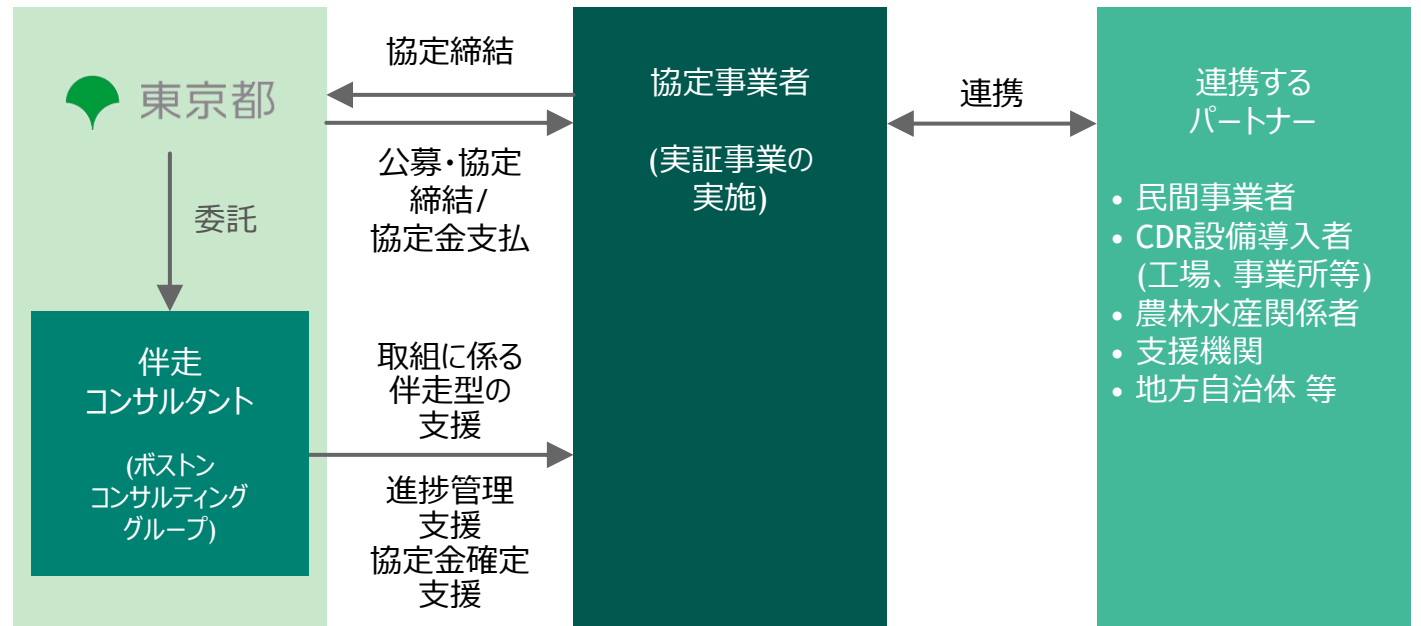 東京都
委託
伴走
コンサルタント
(ボストン
コンサルティング
グループ)
協定締結
公募・協定
締結/
協定金支払
取組に係る
伴走型の
支援
進捗管理
支援
協定金確定
支援
協定事業者
(実証事業の
実施)
連携
連携する
パートナー
• 民間事業者
• CDR設備導入者
(工場、事業所等)
• 農林水産関係者
• 支援機関
• 地方自治体 等